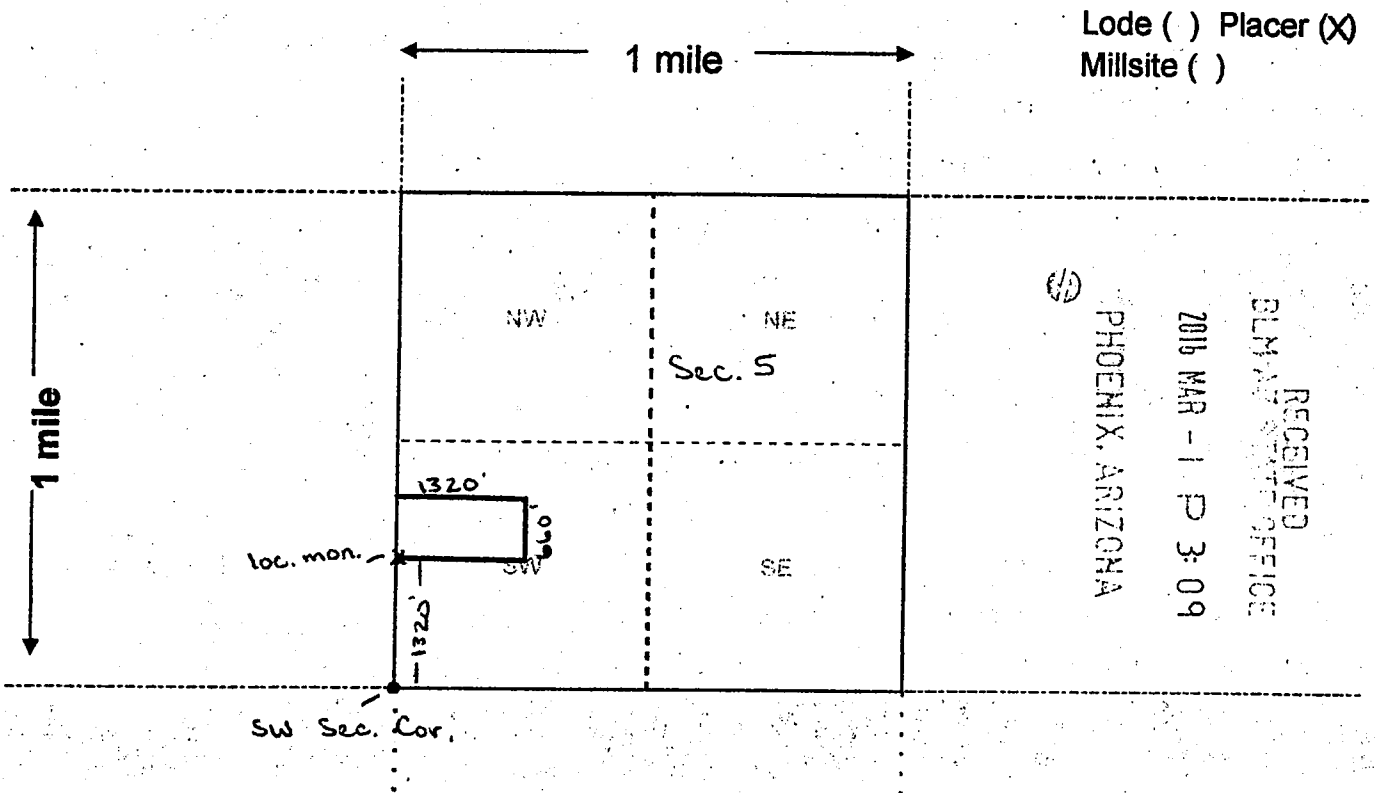 Lode ( ) Placer (X)
Millsite ( )
1 mile
1 mile
NW
NE
Sec. 5
1320'
660'
loc. mon.
SW
SE
1320'
SW Sec. Cor.
RECEIVED
BLM AZ STATE OFFICE
2016 MAR -1 P 3:09
PHOENIX, ARIZONA